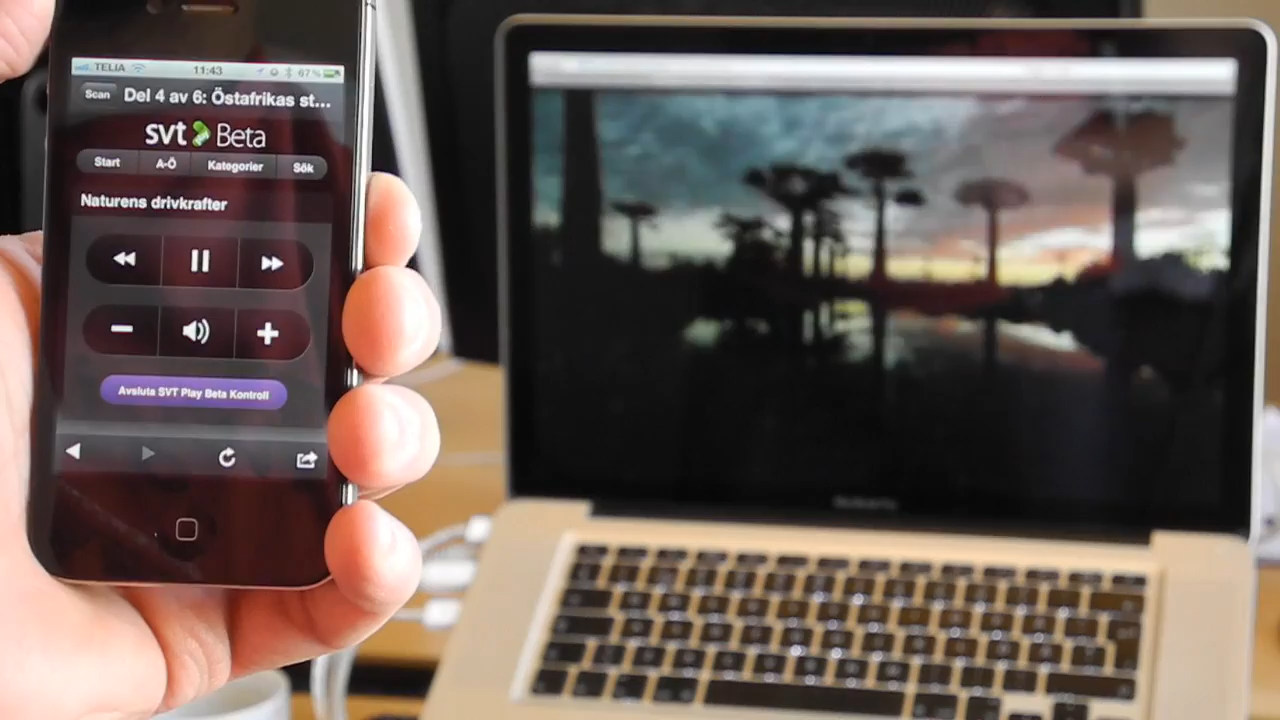 TELIA 11:43 67%
Scan Del 4 av 6: Östafrikas st...
svt Beta
Start A-Ö Kategorier Sök
Naturens drivkrafter
Avsluta SVT Play Beta Kontroll